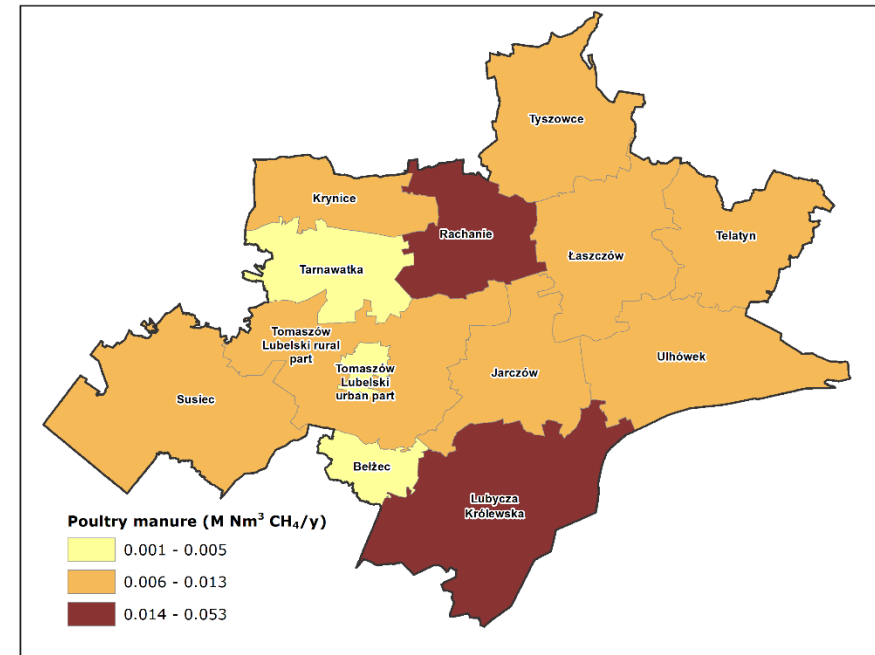 Tyszowce
Krynice
Rachanie
Telatyn
Łaszczów
Tarnawatka
Tomaszów
Lubelski rural
part
Ulhówek
Tomaszów
Lubelski
urban part
Jarczów
Susiec
Bełżec
Lubycza
Królewska
Poultry manure (M Nm³ CH₄/y)
0.001 - 0.005
0.006 - 0.013
0.014 - 0.053